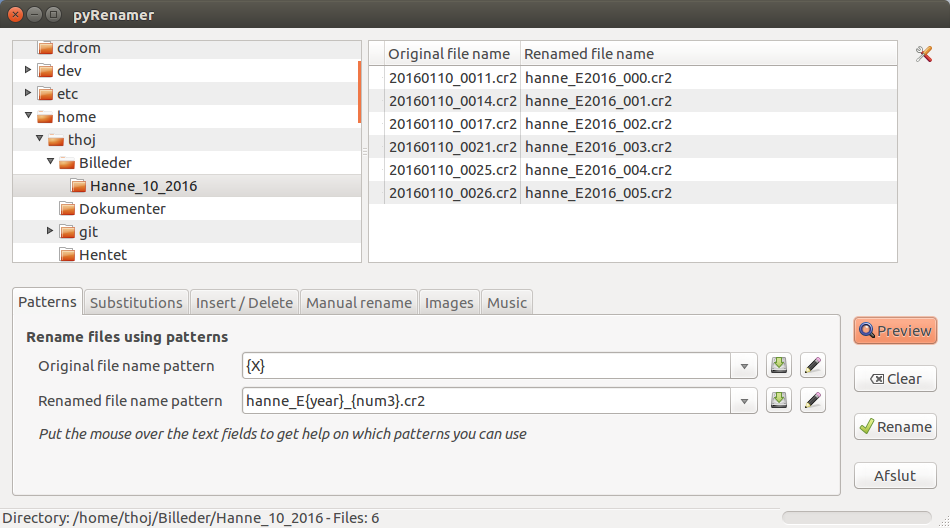 pyRenamer
cdrom
dev
etc
home
thoj
Billeder
Hanne_10_2016
Dokumenter
git
Hentet
Original file name Renamed file name
20160110_0011.cr2 hanne_E2016_000.cr2
20160110_0014.cr2 hanne_E2016_001.cr2
20160110_0017.cr2 hanne_E2016_002.cr2
20160110_0021.cr2 hanne_E2016_003.cr2
20160110_0025.cr2 hanne_E2016_004.cr2
20160110_0026.cr2 hanne_E2016_005.cr2
Patterns Substitutions Insert / Delete Manual rename Images Music
Rename files using patterns
Original file name pattern {X}
Renamed file name pattern hanne_E{year}_{num3}.cr2
Put the mouse over the text fields to get help on which patterns you can use
Preview
Clear
Rename
Afslut
Directory: /home/thoj/Billeder/Hanne_10_2016 - Files: 6